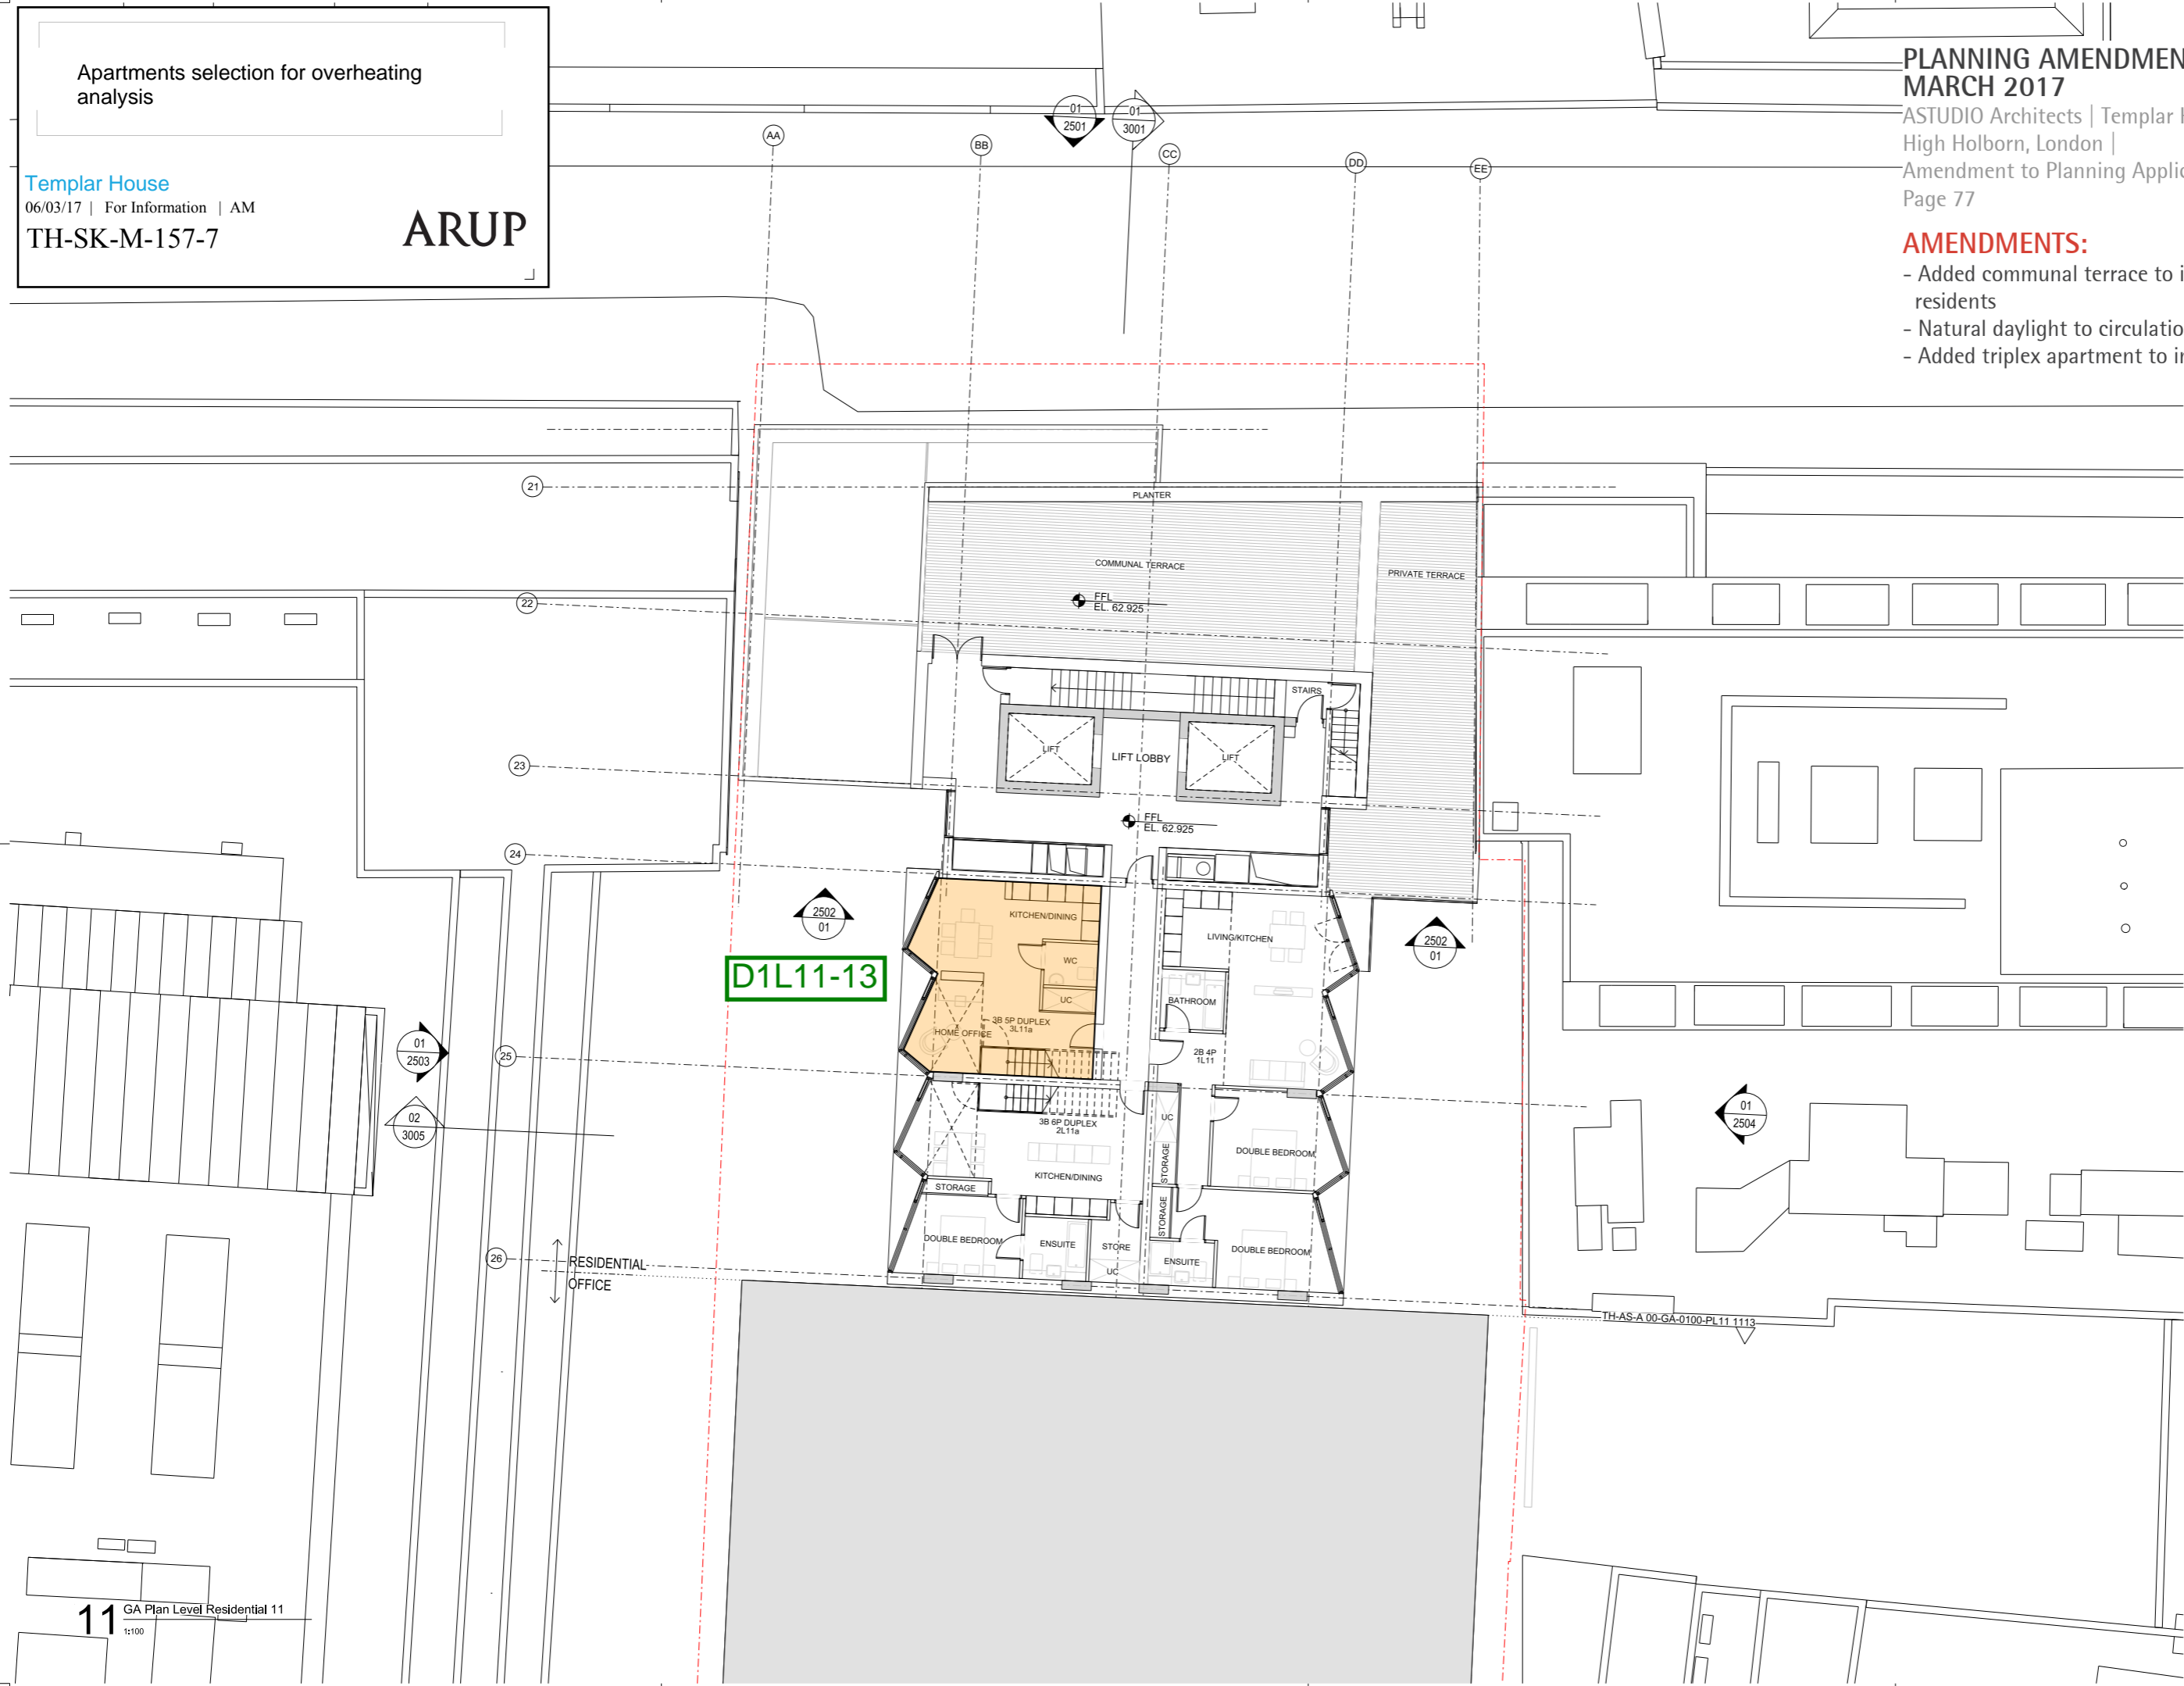 Apartments selection for overheating
analysis
Templar House
06/03/17 | For Information | AM
TH-SK-M-157-7
ARUP
PLANNING AMENDMEN
MARCH 2017
ASTUDIO Architects | Templar
High Holborn, London |
Amendment to Planning Applic
Page 77
AMENDMENTS:
- Added communal terrace to i
residents
- Natural daylight to circulatio
- Added triplex apartment to i
01
2501
01
3001
AA
BB
CC
DD
EE
21
PLANTER
COMMUNAL TERRACE
PRIVATE TERRACE
22
FFL
EL. 62.925
STAIRS
LIFT
LIFT LOBBY
LIFT
23
FFL
EL. 62.925
24
2502
01
KITCHEN/DINING
LIVING/KITCHEN
2502
01
WC
D1L11-13
UC
BATHROOM
3B 5P DUPLEX
3L11a
HOME OFFICE
01
2503
25
2B 4P
1L11
02
3005
3B 6P DUPLEX
2L11a
UC
01
2504
STORAGE
DOUBLE BEDROOM
KITCHEN/DINING
STORAGE
STORAGE
DOUBLE BEDROOM
ENSUITE
STORE
UC
ENSUITE
DOUBLE BEDROOM
26
RESIDENTIAL
OFFICE
TH-AS-A 00-GA-0100-PL11 1113
11
GA Plan Level Residential 11
1:100